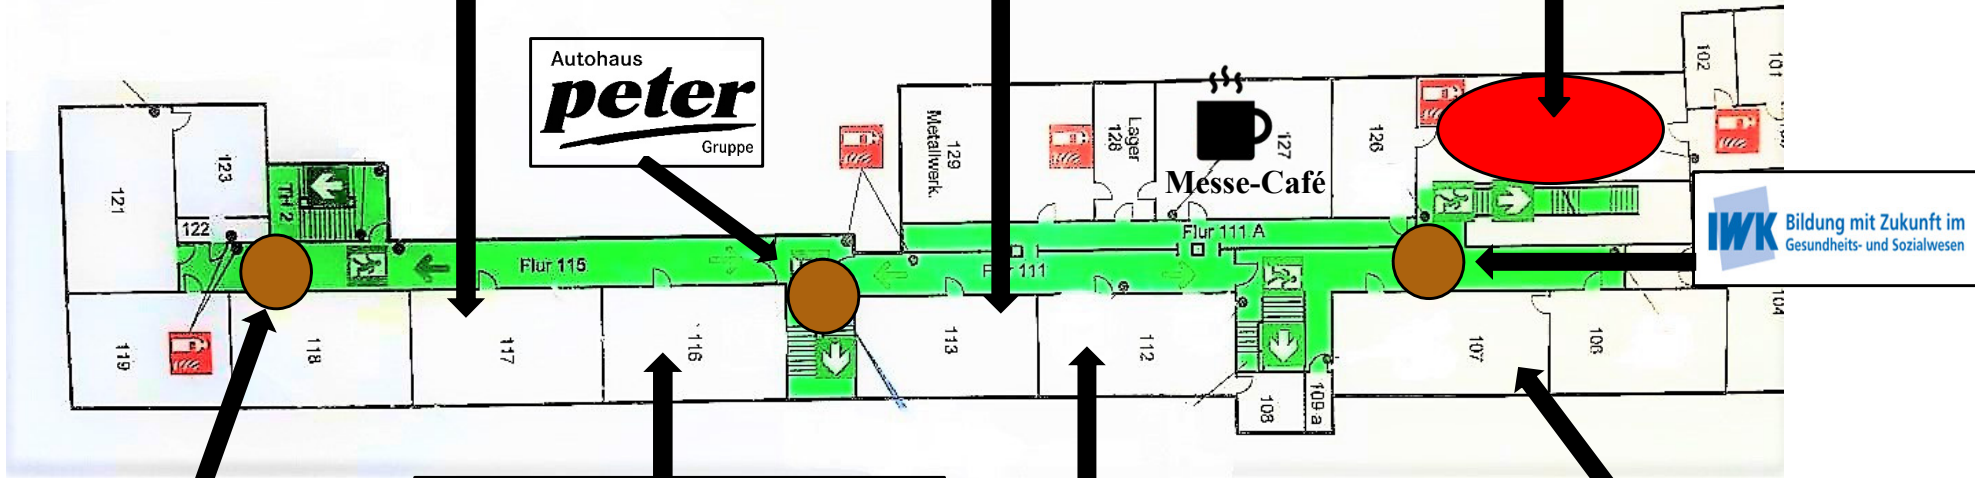 Autohaus
peter
Gruppe
102
101
121
123
122
TH 2
129
Metallwerk.
Lager
128
127
126
Messe-Café
IWK Bildung mit Zukunft im
Gesundheits- und Sozialwesen
Flur 111 A
Flur 115
119
118
117
116
113
112
107
106
104
108
109 a